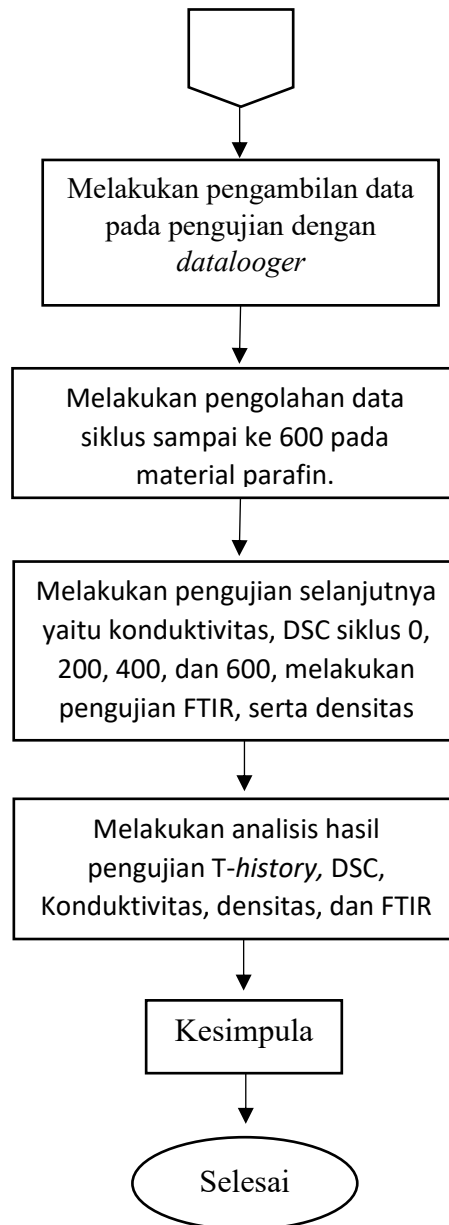 Melakukan pengambilan data
pada pengujian dengan
datalooger
Melakukan pengolahan data
siklus sampai ke 600 pada
material parafin.
Melakukan pengujian selanjutnya
yaitu konduktivitas, DSC siklus 0,
200, 400, dan 600, melakukan
pengujian FTIR, serta densitas
Melakukan analisis hasil
pengujian T-history, DSC,
Konduktivitas, densitas, dan FTIR
Kesimpula
Selesai